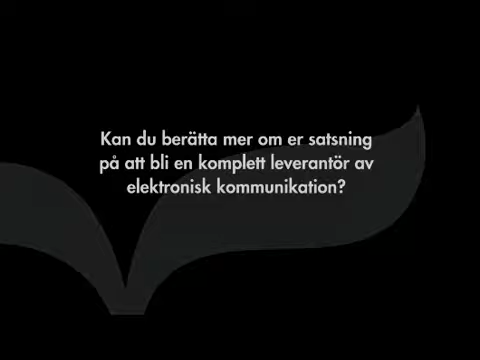 Kan du berätta mer om er satsning
på att bli en komplett leverantör av
elektronisk kommunikation?